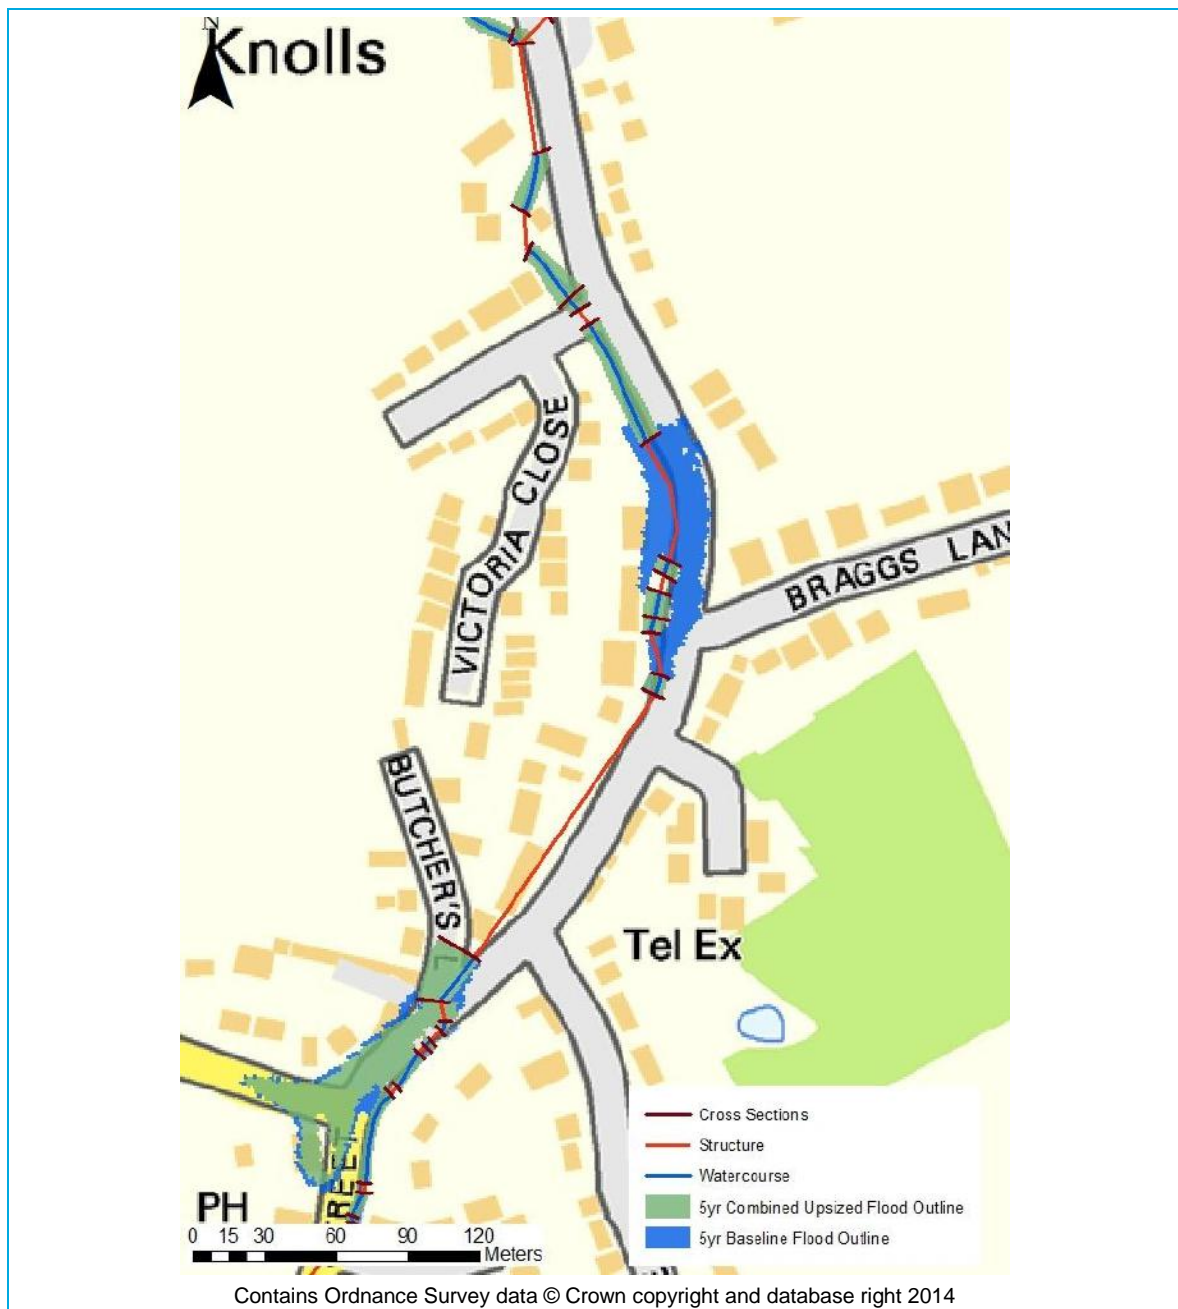 N
Knolls
VICTORIA CLOSE
BRAGGS LAN
BUTCHER'S
L
Tel Ex
PH
REET
0 15 30 60 90 120
Meters
Cross Sections
Structure
Watercourse
5yr Combined Upsized Flood Outline
5yr Baseline Flood Outline
Contains Ordnance Survey data © Crown copyright and database right 2014